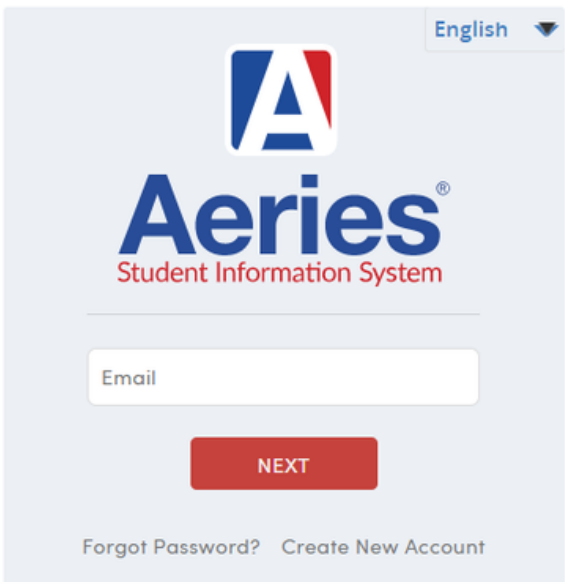 English
A
Aeries®
Student Information System
Email
NEXT
Forgot Password? Create New Account